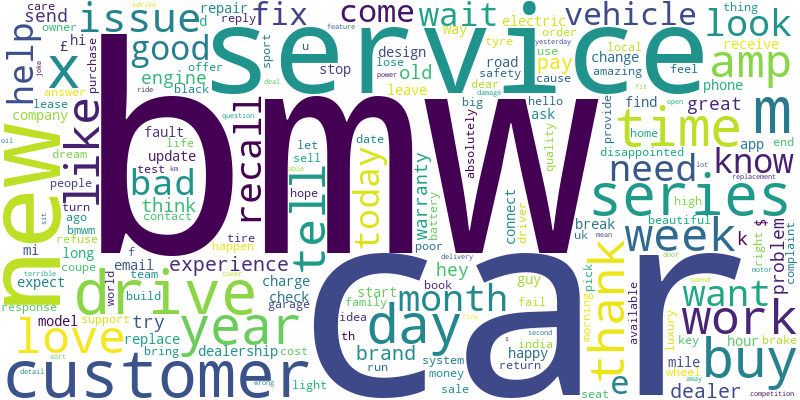 bmw
car
service
new
customer
series
drive
year
time
day
love
work
buy
week
need
want
month
thank
look
amp
m
x
like
bad
good
issue
help
recall
tell
today
know
vehicle
wait
come
fix
experience
think
try
brand
dealer
e
k
problem
great
pay
old
engine
update
fault
replace
model
expect
long
mi
send
care
company
people
turn
ago
bmwm
refuse
coupe
email
team
build
world
bring
dealership
cost
charge
check
garage
light
run
idea
th
family
start
book
hey
system
money
sale
happy
return
india
guy
fail
break
uk
driver
connect
poor
battery
warranty
date
let
sell
hope
tire
happen
test
km
life
contact
dream
lease
owner
answer
joke
£
hi
purchase
reply
repair
d
offer
black
sport
u
stop
design
lose
leave
road
safety
dear
cause
big
hello
ask
absolutely
quality
electric
way
order
tyre
yesterday
use
local
change
amazing
feel
phone
receive
thing
find
provide
home
app
end
disappointed
replacement
lot
high
beautiful
right
$
complaint
door
motor
spend
luxury
wheel
mile
key
hour
brake
available
pick
morning
seat
second
s
fire
delivery
away
competition
detail
wrong
sort
terrible
support
response
oil
sit
f
cover
able
question
deal
ride
power
feature
xdrive
damage
mean
open
fit